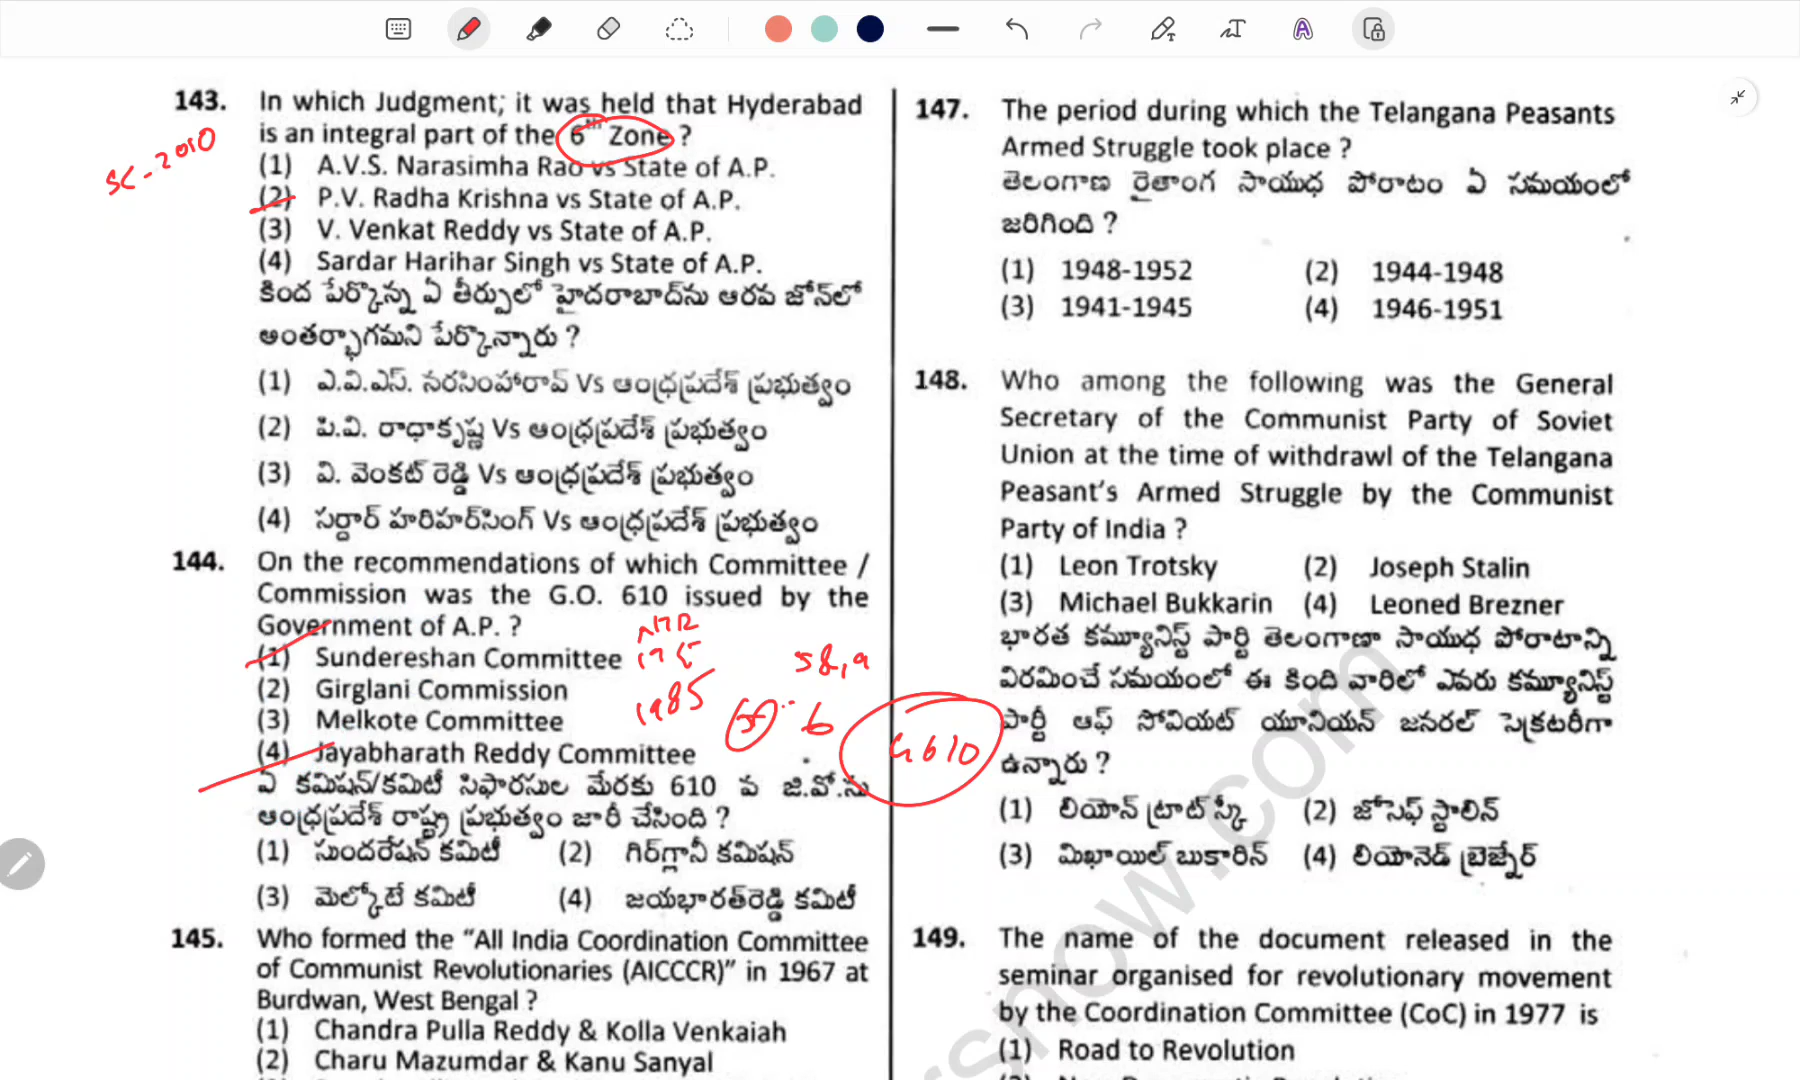 143. In which Judgment; it was held that Hyderabad
is an integral part of the 6th Zone ?
SC - 2010
(1) A.V.S. Narasimha Rao vs State of A.P.
(2) P.V. Radha Krishna vs State of A.P.
(3) V. Venkat Reddy vs State of A.P.
(4) Sardar Harihar Singh vs State of A.P.
కింద పేర్కొన్న ఏ తీర్పులో హైదరాబాద్‌ను ఆరవ జోన్‌లో
అంతర్భాగమని పేర్కొన్నారు ?
(1) ఎ.వి.ఎస్. నరసింహారావ్ Vs ఆంధ్రప్రదేశ్ ప్రభుత్వం
(2) పి.వి. రాధాకృష్ణ Vs ఆంధ్రప్రదేశ్ ప్రభుత్వం
(3) వి. వెంకట్ రెడ్డి Vs ఆంధ్రప్రదేశ్ ప్రభుత్వం
(4) సర్దార్ హరిహర్‌సింగ్ Vs ఆంధ్రప్రదేశ్ ప్రభుత్వం
144. On the recommendations of which Committee /
Commission was the G.O. 610 issued by the
Government of A.P. ?
(1) Sundereshan Committee
(2) Girglani Commission
(3) Melkote Committee
(4) Jayabharath Reddy Committee
1985
58,9
6
610
ఏ కమిషన్/కమిటీ సిఫారసుల మేరకు 610 వ జి.వో.ను
ఆంధ్రప్రదేశ్ రాష్ట్ర ప్రభుత్వం జారీ చేసింది ?
(1) సుందరేషన్ కమిటీ (2) గిర్‌గ్లానీ కమిషన్
(3) మెల్కోటే కమిటీ (4) జయభారత్‌రెడ్డి కమిటీ
145. Who formed the "All India Coordination Committee
of Communist Revolutionaries (AICCCR)" in 1967 at
Burdwan, West Bengal ?
(1) Chandra Pulla Reddy & Kolla Venkaiah
(2) Charu Mazumdar & Kanu Sanyal
147. The period during which the Telangana Peasants
Armed Struggle took place ?
తెలంగాణ రైతాంగ సాయుధ పోరాటం ఏ సమయంలో
జరిగింది ?
(1) 1948-1952 (2) 1944-1948
(3) 1941-1945 (4) 1946-1951
148. Who among the following was the General
Secretary of the Communist Party of Soviet
Union at the time of withdrawl of the Telangana
Peasant's Armed Struggle by the Communist
Party of India ?
(1) Leon Trotsky (2) Joseph Stalin
(3) Michael Bukkarin (4) Leoned Brezner
భారత కమ్యూనిస్ట్ పార్టి తెలంగాణా సాయుధ పోరాటాన్ని
విరమించే సమయంలో ఈ కింది వారిలో ఎవరు కమ్యూనిస్ట్
పార్టీ ఆఫ్ సోవియట్ యూనియన్ జనరల్ సెక్రటరీగా
ఉన్నారు ?
(1) లియోన్ ట్రాట్‌స్కీ (2) జోసెఫ్ స్టాలిన్
(3) మిఖాయిల్ బుకారిన్ (4) లియోనెడ్ బ్రెజ్నేర్
149. The name of the document released in the
seminar organised for revolutionary movement
by the Coordination Committee (CoC) in 1977 is
(1) Road to Revolution
rsnow.com